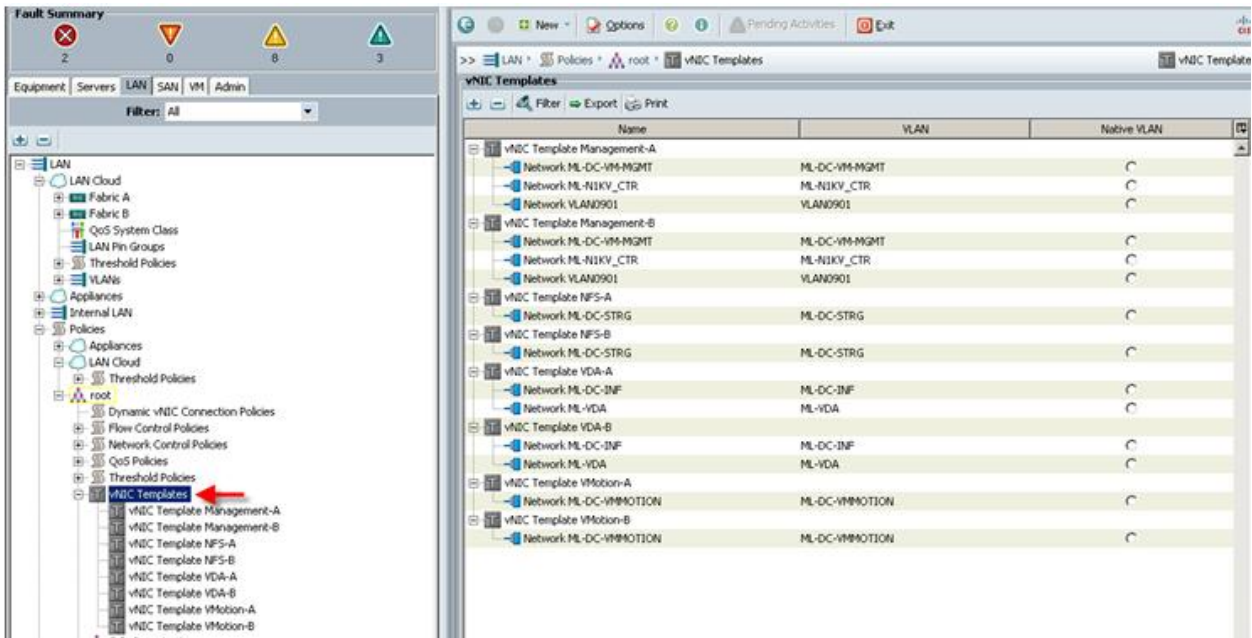 Fault Summary
2 0 8 3
Equipment Servers LAN SAN VM Admin
Filter: All
LAN
LAN Cloud
Fabric A
Fabric B
QoS System Class
LAN Pin Groups
Threshold Policies
VLANs
Appliances
Internal LAN
Policies
Appliances
LAN Cloud
Threshold Policies
root
Dynamic vNIC Connection Policies
Flow Control Policies
Network Control Policies
QoS Policies
Threshold Policies
vNIC Templates
vNIC Template Management-A
vNIC Template Management-B
vNIC Template NFS-A
vNIC Template NFS-B
vNIC Template VDA-A
vNIC Template VDA-B
vNIC Template VMotion-A
vNIC Template VMotion-B
New Options Pending Activities Exit
>> LAN Policies root vNIC Templates vNIC Template
vNIC Templates
Filter Export Print
Name VLAN Native VLAN
vNIC Template Management-A
Network ML-DC-VM-MGMT ML-DC-VM-MGMT
Network ML-N1KV_CTR ML-N1KV_CTR
Network VLAN0901 VLAN0901
vNIC Template Management-B
Network ML-DC-VM-MGMT ML-DC-VM-MGMT
Network ML-N1KV_CTR ML-N1KV_CTR
Network VLAN0901 VLAN0901
vNIC Template NFS-A
Network ML-DC-STRG ML-DC-STRG
vNIC Template NFS-B
Network ML-DC-STRG ML-DC-STRG
vNIC Template VDA-A
Network ML-DC-INF ML-DC-INF
Network ML-VDA ML-VDA
vNIC Template VDA-B
Network ML-DC-INF ML-DC-INF
Network ML-VDA ML-VDA
vNIC Template VMotion-A
Network ML-DC-VMMOTION ML-DC-VMMOTION
vNIC Template VMotion-B
Network ML-DC-VMMOTION ML-DC-VMMOTION